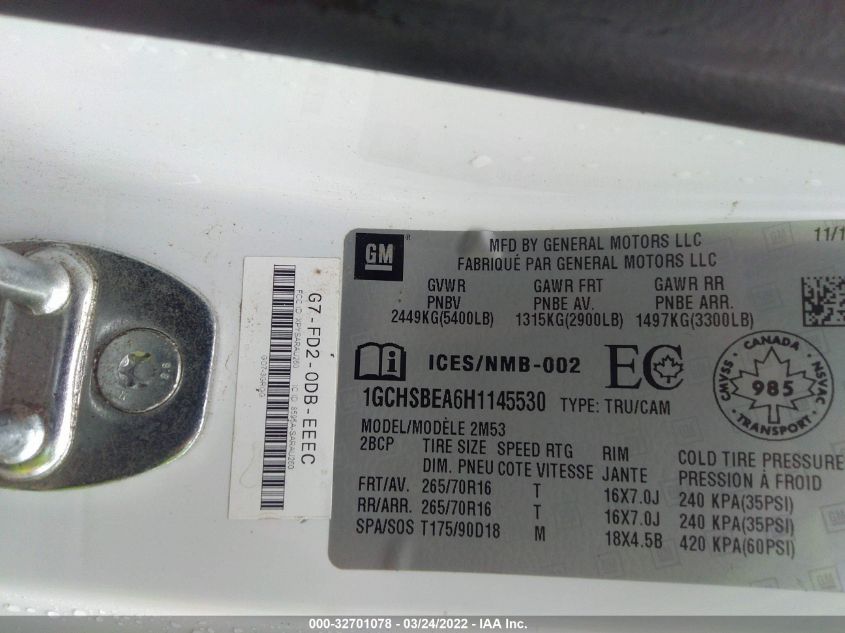 GM
MFD BY GENERAL MOTORS LLC
FABRIQUÉ PAR GENERAL MOTORS LLC
11/1
GVWR GAWR FRT GAWR RR
PNBV PNBE AV. PNBE ARR.
2449KG(5400LB) 1315KG(2900LB) 1497KG(3300LB)
ICES/NMB-002 EC
1GCHSBEA6H1145530 TYPE: TRU/CAM
CANADA
CMVSS 985 NSVAC
TRANSPORT
MODEL/MODÈLE 2M53
2BCP TIRE SIZE SPEED RTG RIM COLD TIRE PRESSURE
DIM. PNEU COTE VITESSE JANTE PRESSION À FROID
FRT/AV. 265/70R16 T 16X7.0J 240 KPA(35PSI)
RR/ARR. 265/70R16 T 16X7.0J 240 KPA(35PSI)
SPA/SOS T175/90D18 M 18X4.5B 420 KPA(60PSI)
G7-FD2-0DB-EEEC
000-32701078 - 03/24/2022 - IAA Inc.